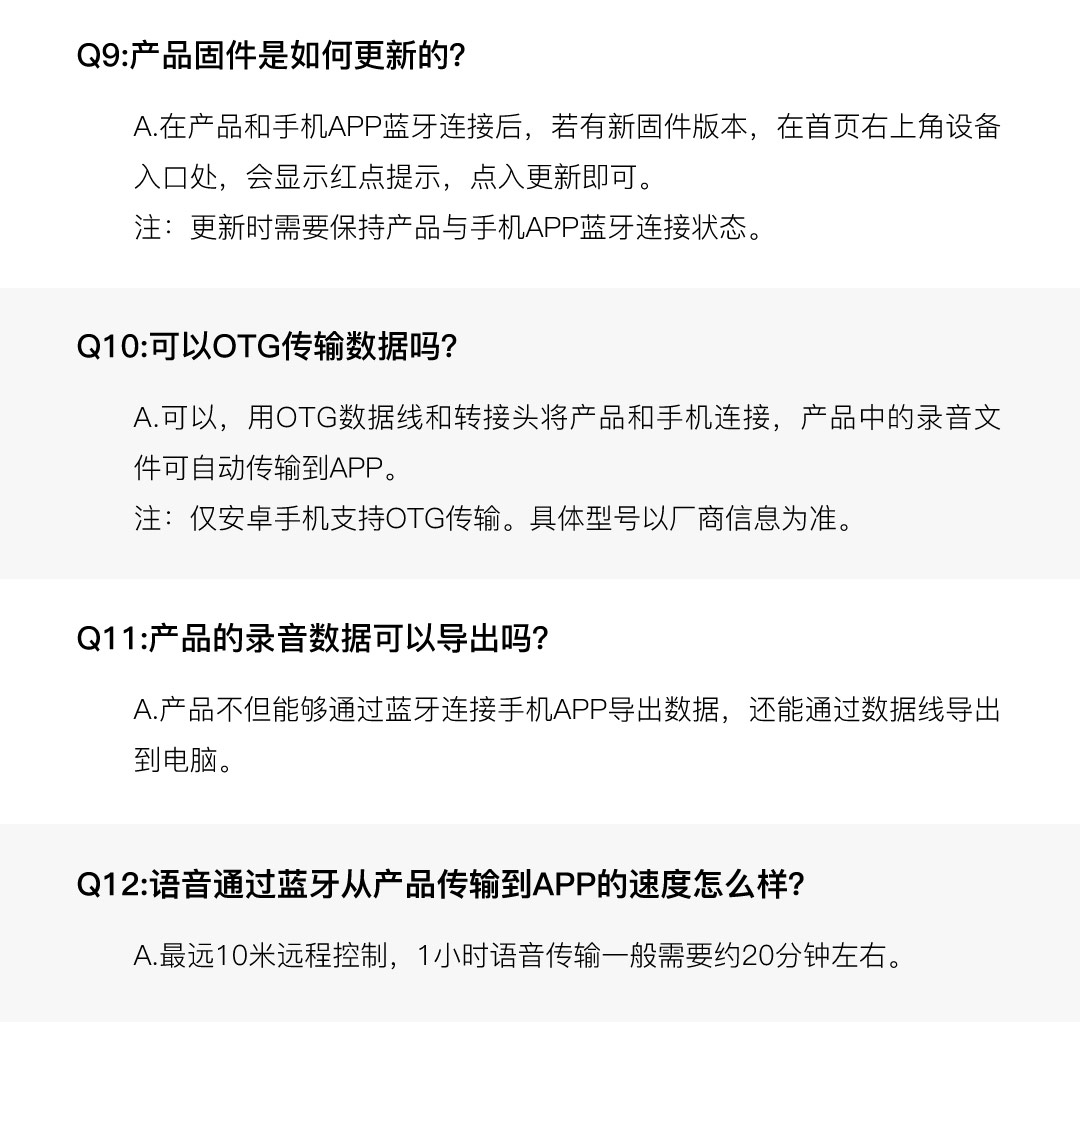 Q9:产品固件是如何更新的?
A.在产品和手机APP蓝牙连接后，若有新固件版本，在首页右上角设备
入口处，会显示红点提示，点入更新即可。
注：更新时需要保持产品与手机APP蓝牙连接状态。
Q10:可以OTG传输数据吗?
A.可以，用OTG数据线和转接头将产品和手机连接，产品中的录音文
件可自动传输到APP。
注：仅安卓手机支持OTG传输。具体型号以厂商信息为准。
Q11:产品的录音数据可以导出吗?
A.产品不但能够通过蓝牙连接手机APP导出数据，还能通过数据线导出
到电脑。
Q12:语音通过蓝牙从产品传输到APP的速度怎么样?
A.最远10米远程控制，1小时语音传输一般需要约20分钟左右。